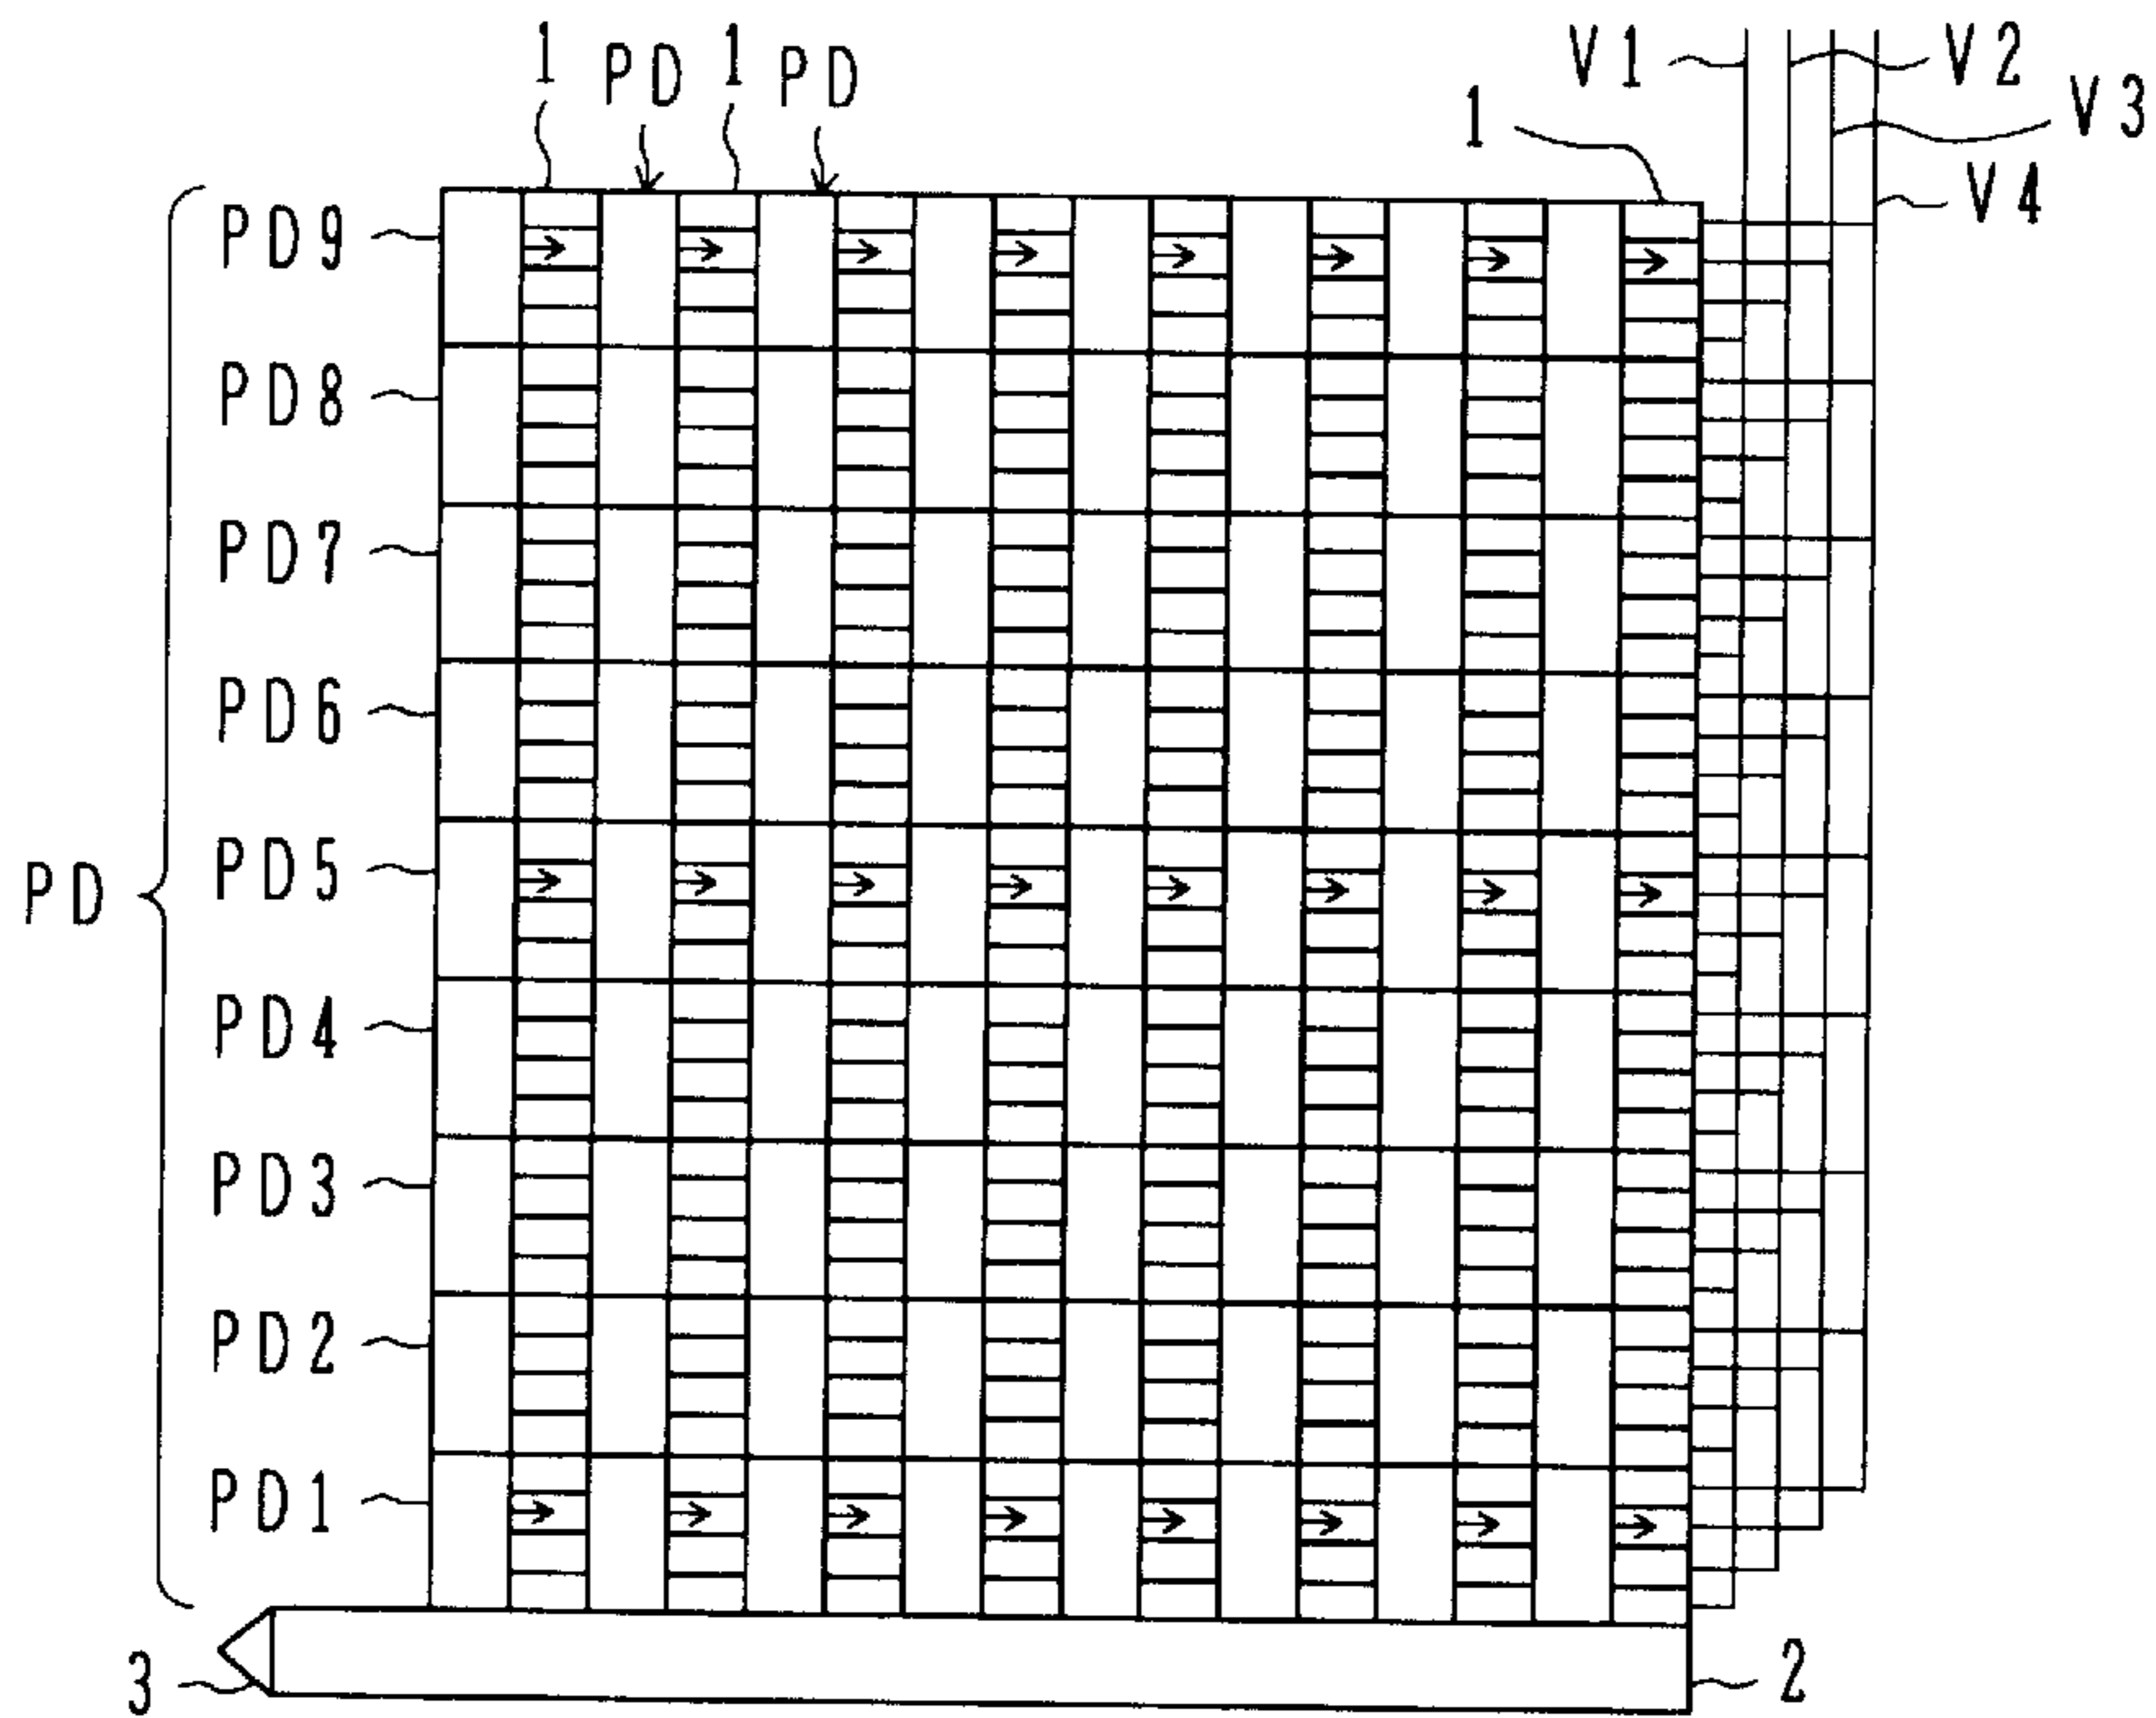 1 PD 1 PD V1 V2
1 V3
PD9 V4
PD8
PD7
PD6
PD PD5
PD4
PD3
PD2
PD1
3 2